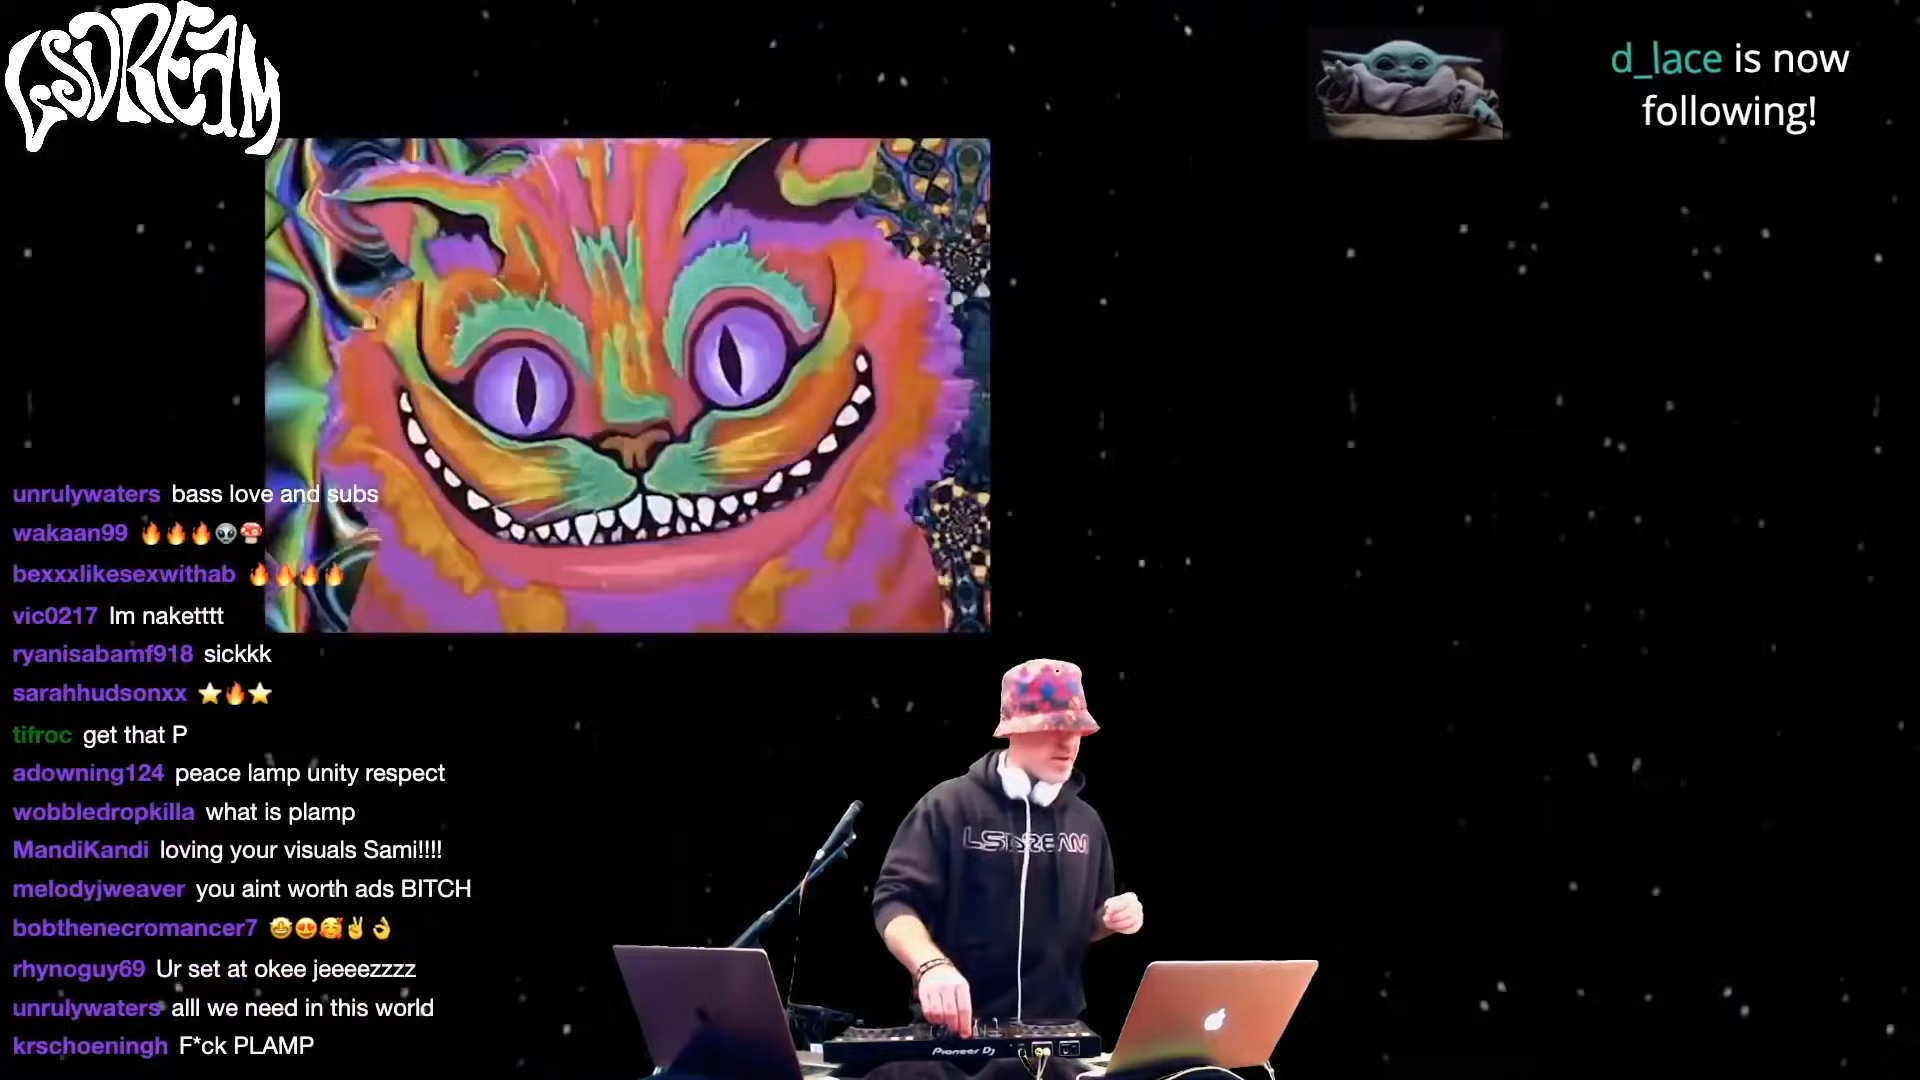 LSDREAM
d_lace is now
following!
unrulywaters bass love and subs
wakaan99 🔥🔥🔥👽🍄
bexxxlikesexwithab 🔥🔥🔥🔥
vic0217 Im naketttt
ryanisabamf918 sickkk
sarahhudsonxx ⭐🔥⭐
tifroc get that P
adowning124 peace lamp unity respect
wobbledropkilla what is plamp
MandiKandi loving your visuals Sami!!!!
melodyjweaver you aint worth ads BITCH
bobthenecromancer7 🤩😍🥰✌👌
rhynoguy69 Ur set at okee jeeeezzzz
unrulywaters alll we need in this world
krschoeningh F*ck PLAMP
LSDREAM
Pioneer Dj